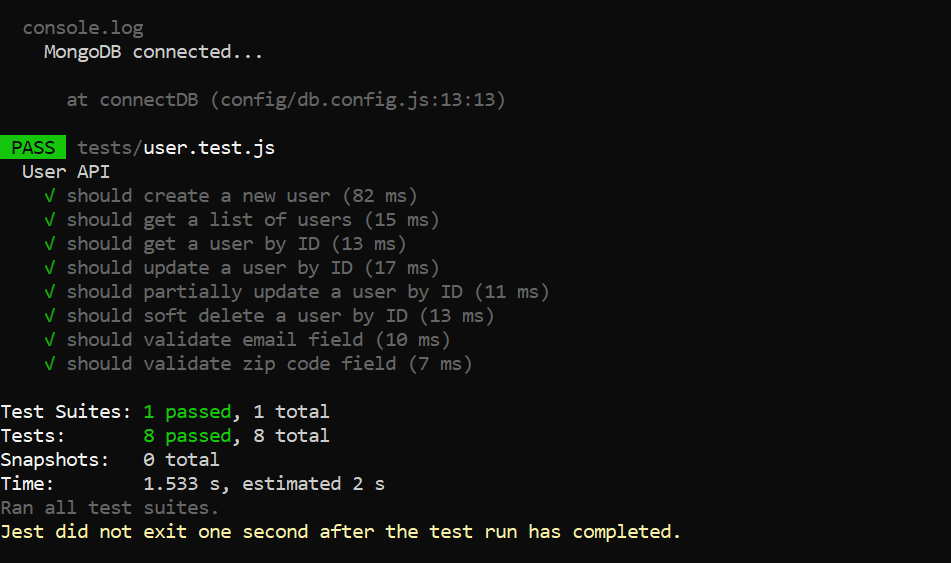 console.log
MongoDB connected...
at connectDB (config/db.config.js:13:13)
PASS tests/user.test.js
User API
√ should create a new user (82 ms)
√ should get a list of users (15 ms)
√ should get a user by ID (13 ms)
√ should update a user by ID (17 ms)
√ should partially update a user by ID (11 ms)
√ should soft delete a user by ID (13 ms)
√ should validate email field (10 ms)
√ should validate zip code field (7 ms)
Test Suites: 1 passed, 1 total
Tests: 8 passed, 8 total
Snapshots: 0 total
Time: 1.533 s, estimated 2 s
Ran all test suites.
Jest did not exit one second after the test run has completed.